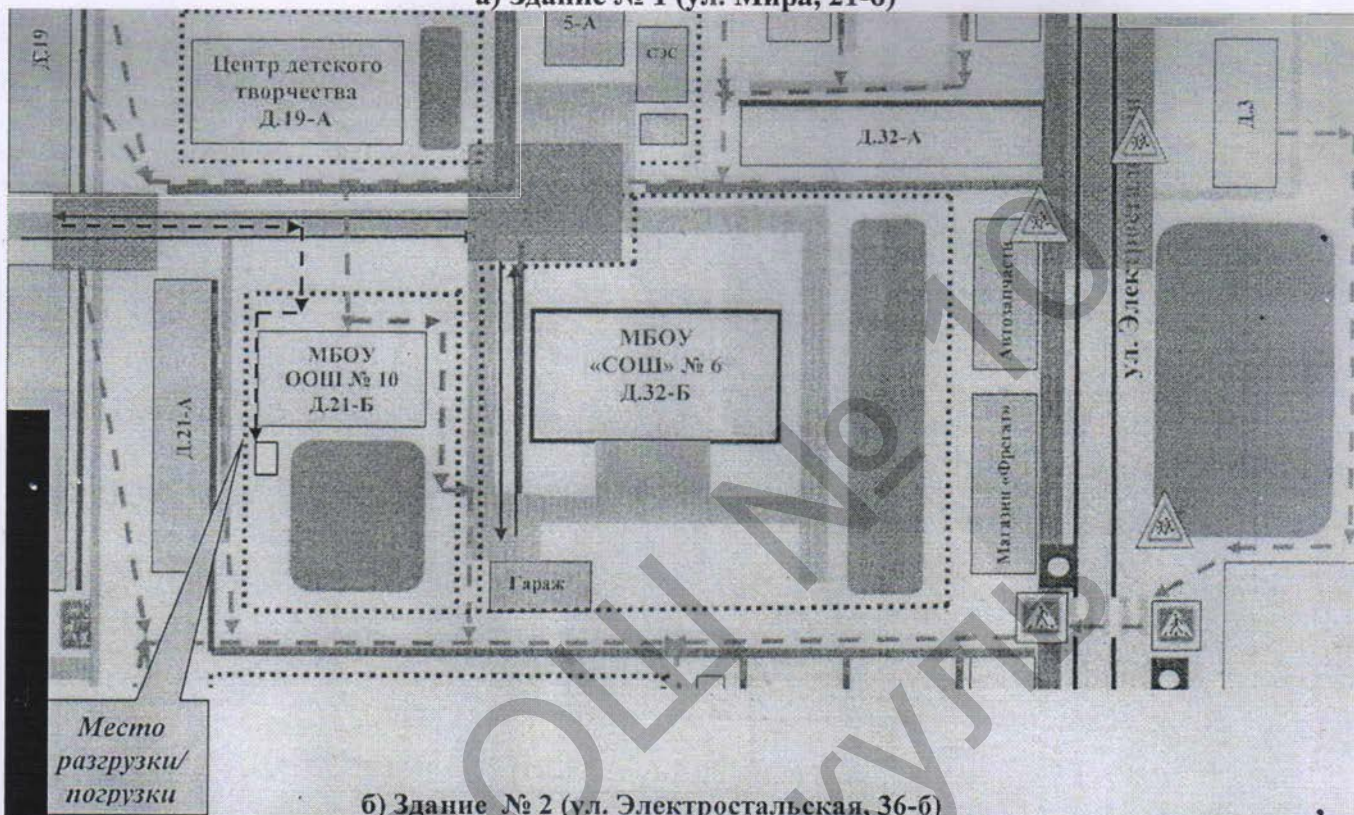 а) Здание № 1 (ул. Мира, 21-б)
Д.19
Центр детского
творчества
Д.19-А
5-А
СЭС
Д.32-А
Д.3
МБОУ
ООШ № 10
Д.21-Б
МБОУ
«СОШ» № 6
Д.32-Б
Автозапчасти
Д.21-А
Магазин «Фрегат»
Гараж
Место
разгрузки/
погрузки
б) Здание № 2 (ул. Электростальская, 36-б)
№ 10